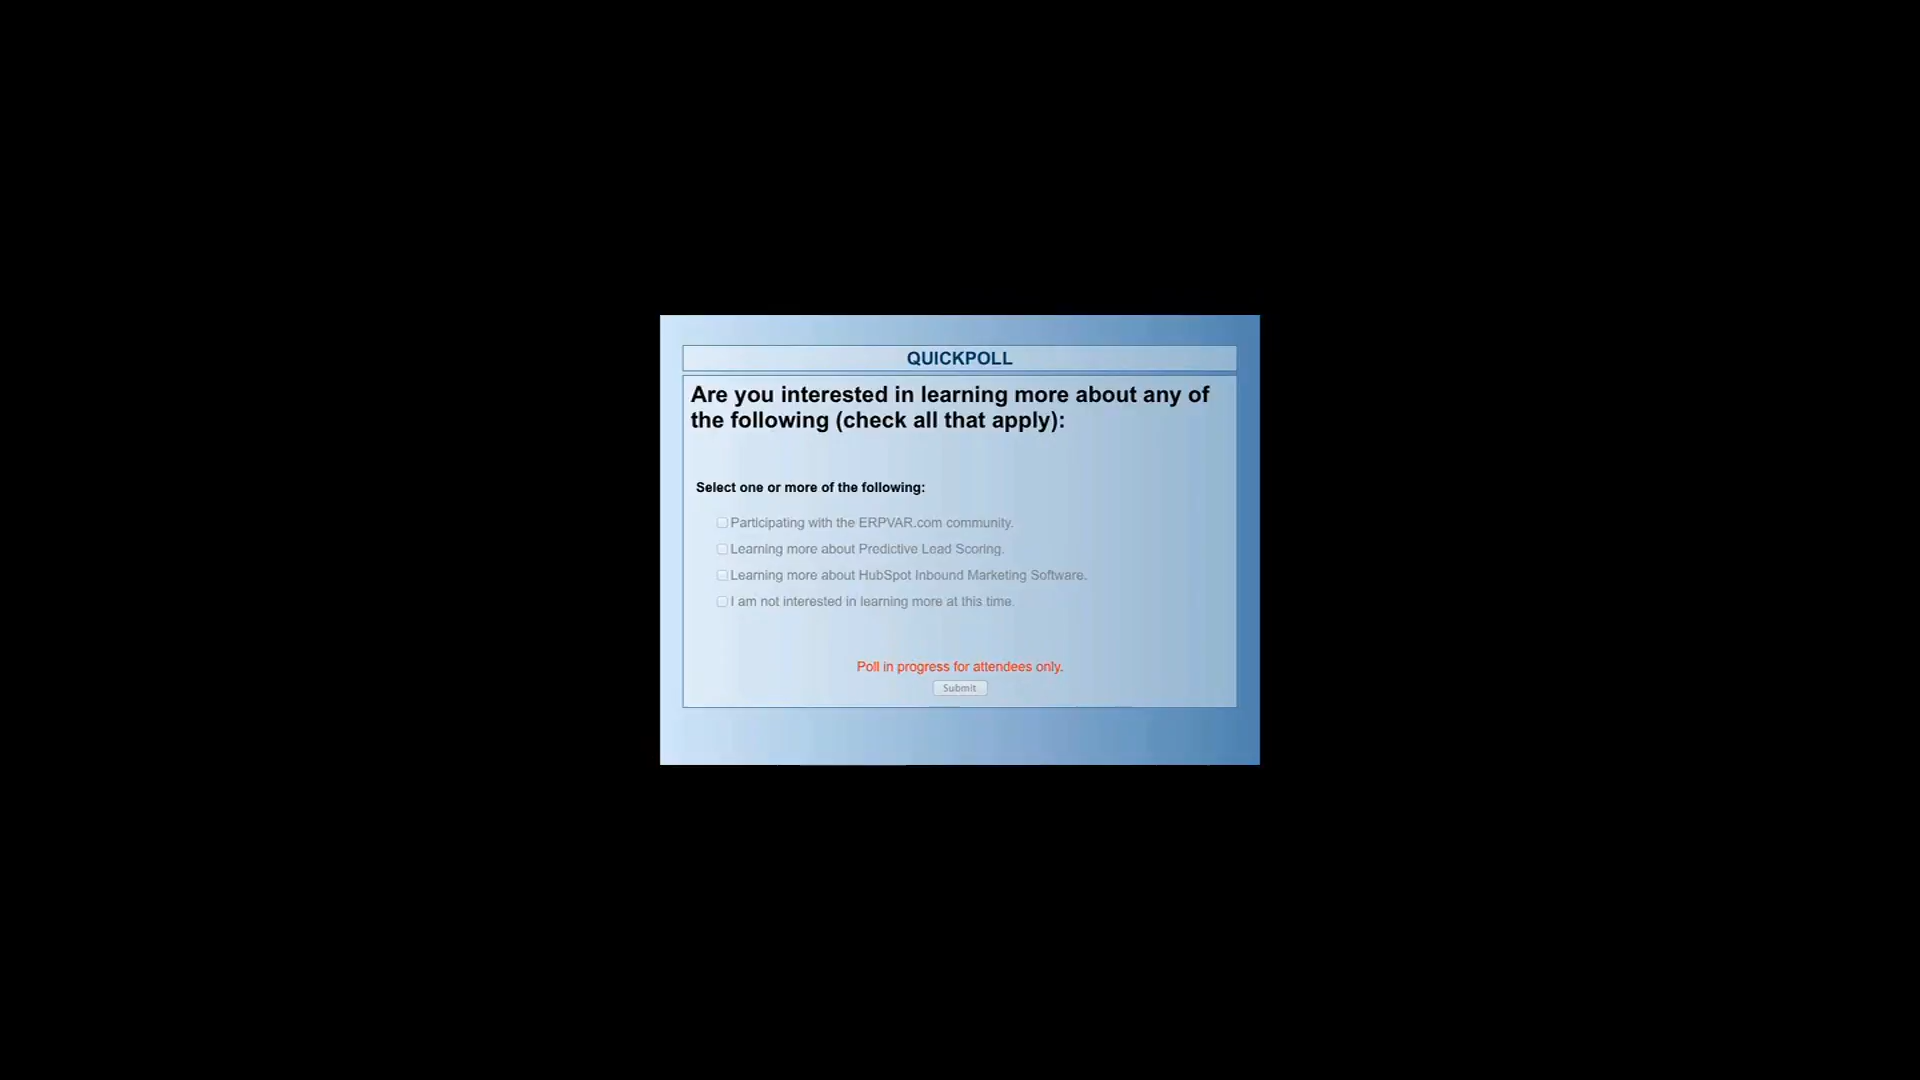 QUICKPOLL
Are you interested in learning more about any of
the following (check all that apply):
Select one or more of the following:
Participating with the ERPVAR.com community.
Learning more about Predictive Lead Scoring.
Learning more about HubSpot Inbound Marketing Software.
I am not interested in learning more at this time.
Poll in progress for attendees only.
Submit